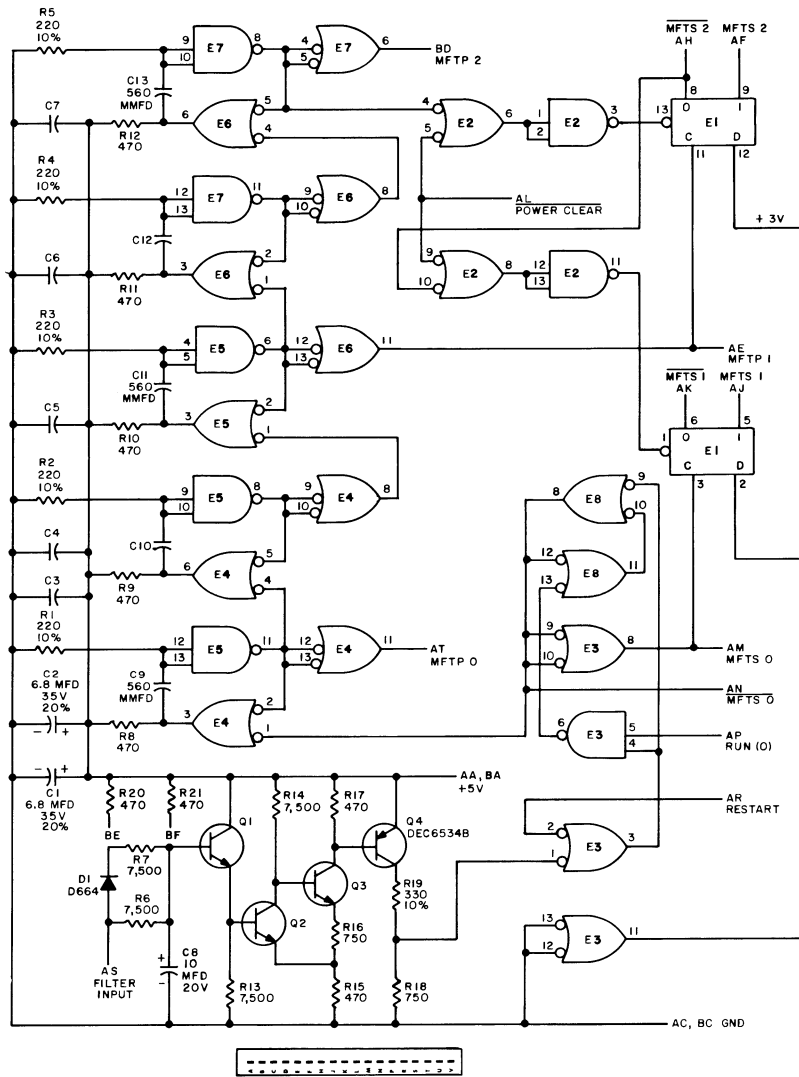 R5
220
10%
9
10
E7
8
4
5
E7
6
BD
MFTP 2
C13
560
MMFD
MFTS 2
AH
MFTS 2
AF
C7
R12
470
6
E6
5
4
4
5
E2
6
1
2
E2
3
13
8
0
9
1
E1
C
D
11
12
R4
220
10%
12
13
E7
11
9
10
E6
8
AL
POWER CLEAR
+ 3V
C12
C6
R11
470
3
E6
2
1
9
10
E2
8
12
13
E2
11
R3
220
10%
4
5
E5
6
12
13
E6
11
AE
MFTP 1
C11
560
MMFD
MFTS 1
AK
MFTS 1
AJ
C5
R10
470
3
E5
2
1
1
6
0
5
1
E1
C
D
3
2
R2
220
10%
9
10
E5
8
9
10
E4
8
8
E8
9
10
C4
C10
C3
R9
470
6
E4
5
4
12
13
E8
11
R1
220
10%
12
13
E5
11
12
13
E4
11
AT
MFTP 0
9
10
E3
8
AM
MFTS 0
C2
6.8 MFD
35V
20%
- +
C9
560
MMFD
AN
MFTS 0
R8
470
3
E4
2
1
6
E3
5
4
AP
RUN (0)
- +
C1
6.8 MFD
35V
20%
R20
470
R21
470
R14
7,500
R17
470
AA, BA
+5V
BE
BF
Q1
Q4
DEC6534B
AR
RESTART
R7
7,500
D1
D664
R6
7,500
2
1
E3
3
Q3
R19
330
10%
Q2
R16
750
AS
FILTER
INPUT
+
-
C8
10
MFD
20V
R13
7,500
R15
470
R18
750
13
12
E3
11
AC, BC GND